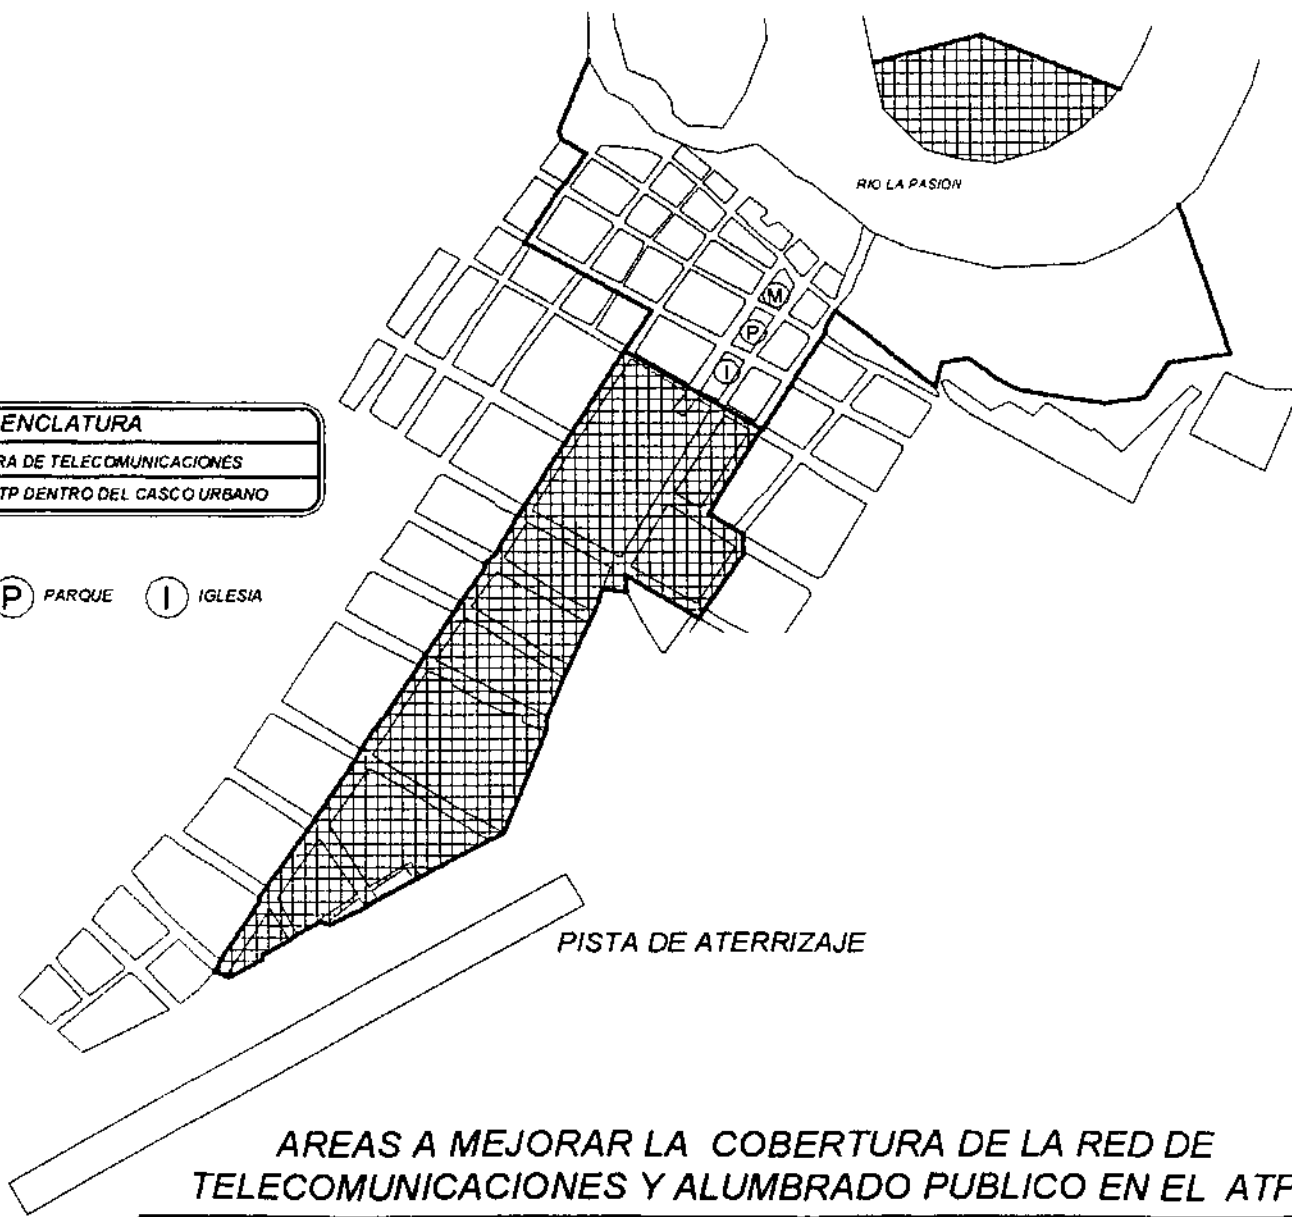 RIO LA PASION
M
P
I
ENCLATURA
RA DE TELECOMUNICACIONES
TP DENTRO DEL CASCO URBANO
P PARQUE I IGLESIA
PISTA DE ATERRIZAJE
AREAS A MEJORAR LA COBERTURA DE LA RED DE
TELECOMUNICACIONES Y ALUMBRADO PUBLICO EN EL ATP